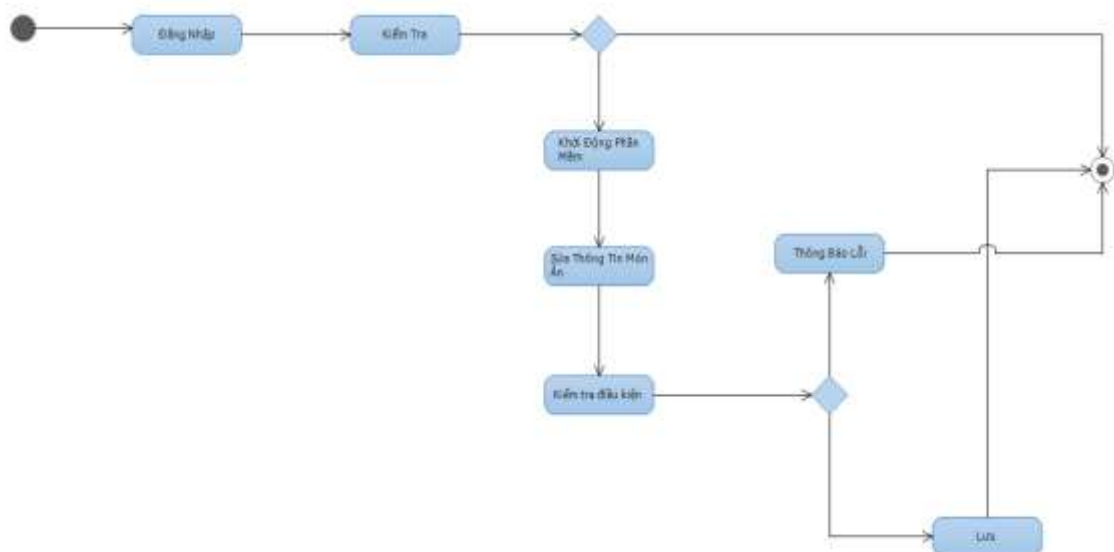 Đăng Nhập
Kiểm Tra
Khởi Động Phần
Mềm
Sửa Thông Tin Món
Ăn
Thông Báo Lỗi
Kiểm tra điều kiện
Lưu